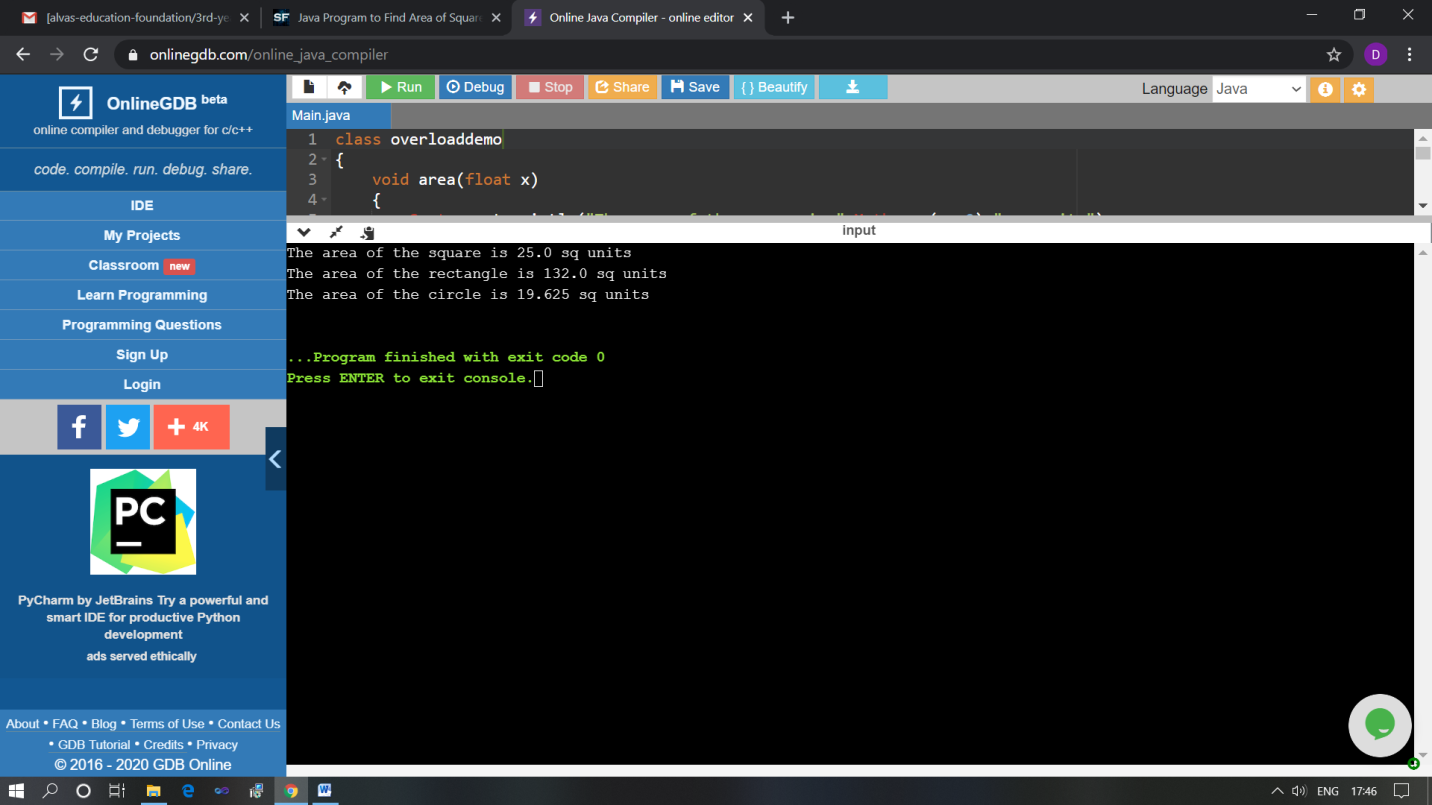 [alvas-education-foundation/3rd-ye
Java Program to Find Area of Squar
Online Java Compiler - online editor
onlinegdb.com/online_java_compiler
D
OnlineGDB beta
online compiler and debugger for c/c++
code. compile. run. debug. share.
IDE
My Projects
Classroom new
Learn Programming
Programming Questions
Sign Up
Login
4K
PC
PyCharm by JetBrains Try a powerful and
smart IDE for productive Python
development
ads served ethically
About • FAQ • Blog • Terms of Use • Contact Us
• GDB Tutorial • Credits • Privacy
© 2016 - 2020 GDB Online
Run Debug Stop Share Save { } Beautify
Language Java
Main.java
1 class overloaddemo
2 {
3 void area(float x)
4 {
input
The area of the square is 25.0 sq units
The area of the rectangle is 132.0 sq units
The area of the circle is 19.625 sq units
...Program finished with exit code 0
Press ENTER to exit console.
ENG 17:46